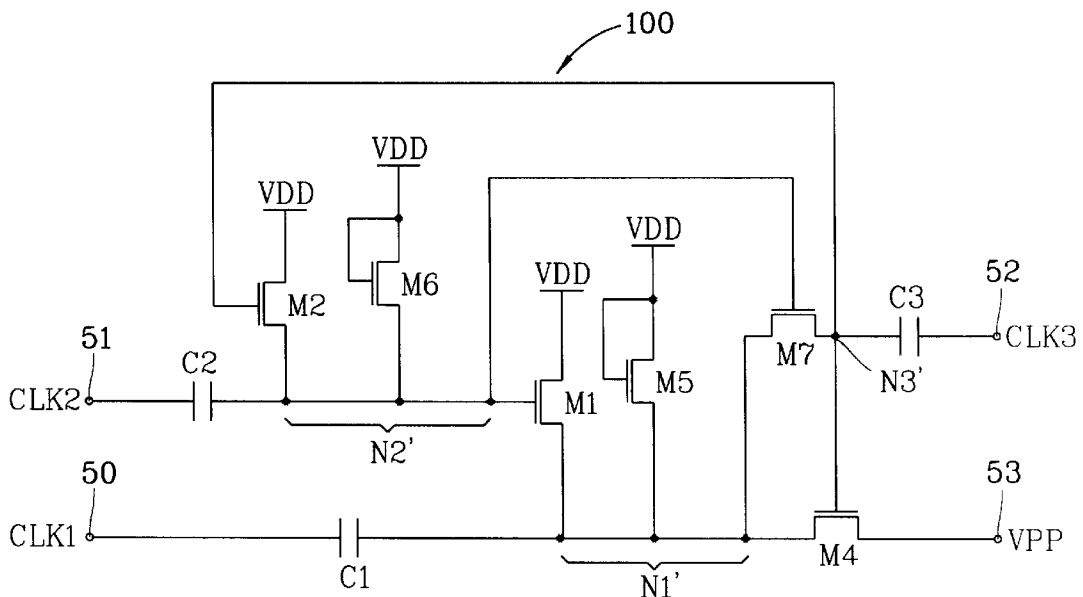 100
VDD
VDD
VDD
VDD
M6
M2
52
C3
51
M7
CLK3
C2
M5
N3'
CLK2
M1
N2'
50
53
CLK1
VPP
C1
M4
N1'